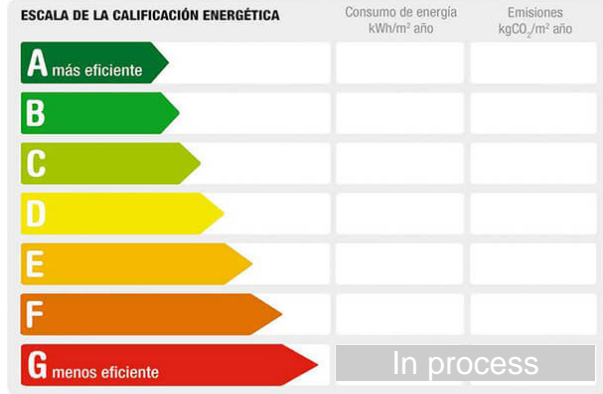 ESCALA DE LA CALIFICACIÓN ENERGÉTICA
Consumo de energía
kWh/m² año
Emisiones
kgCO₂/m² año
A más eficiente
B
C
D
E
F
G menos eficiente
In process